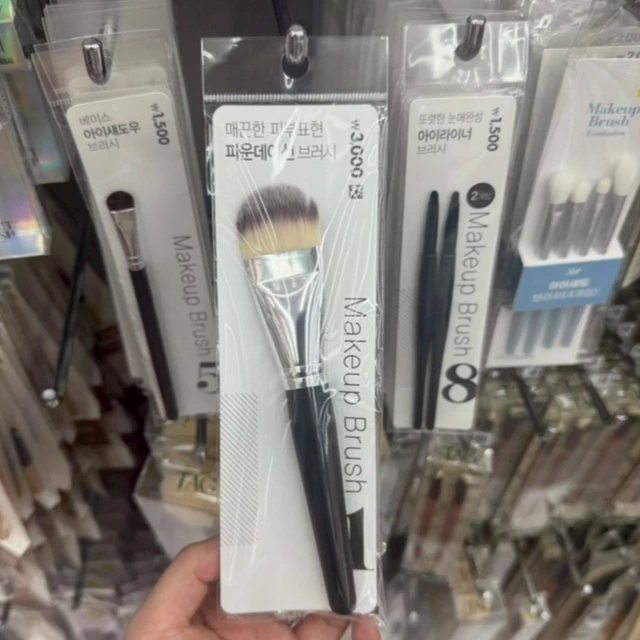 베이스
아이섀도우
브러시
₩1,500
Makeup Brush
매끈한 피부표현
파운데이션 브러시
₩3,000
Makeup Brush
1
또렷한 눈매완성
아이라이너
브러시
₩1,500
2
Makeup Brush
8
Makeup
Brush
TAG